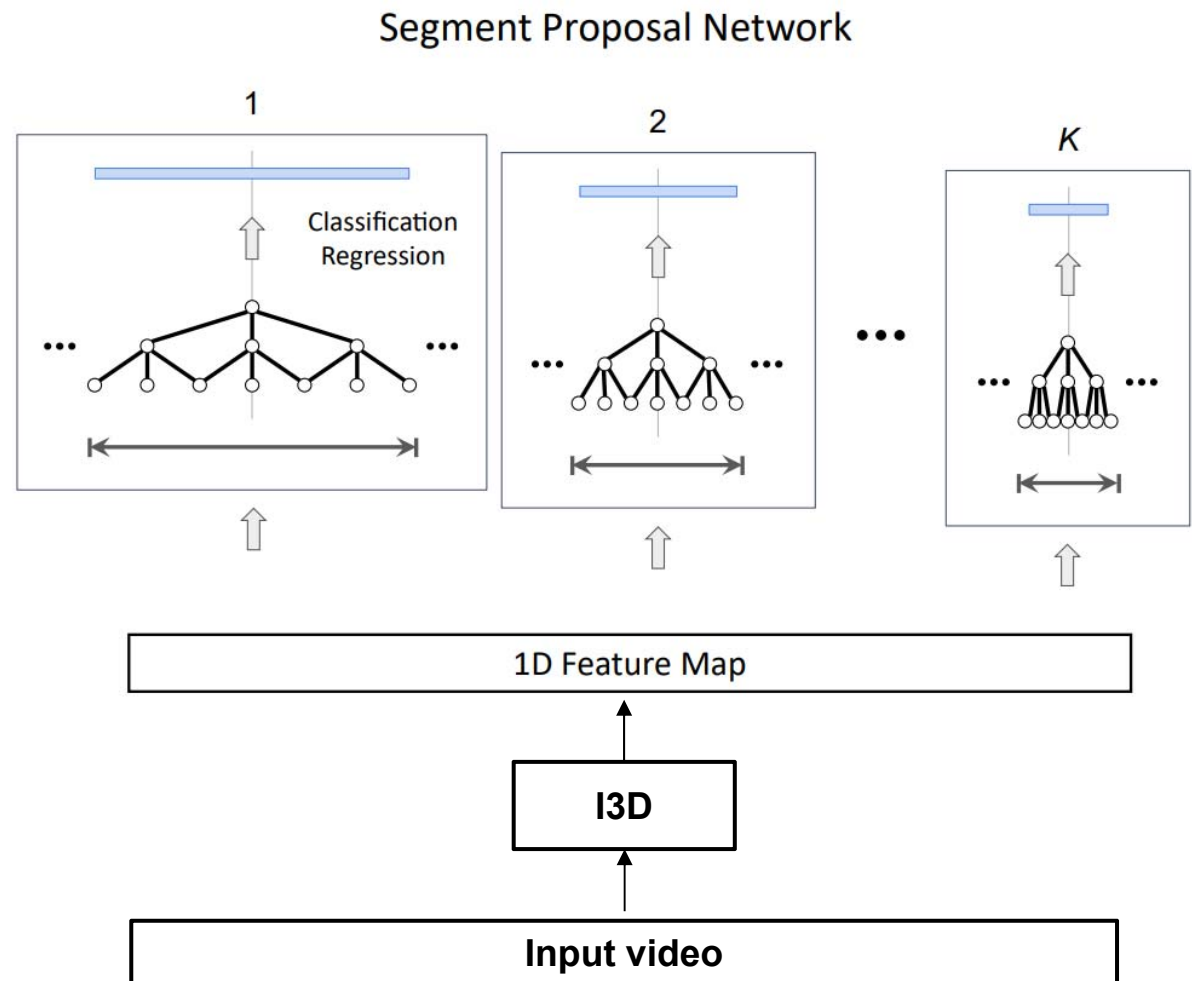 Segment Proposal Network
1
2
K
Classification
Regression
•••
•••
•••
•••
•••
•••
•••
1D Feature Map
I3D
Input video